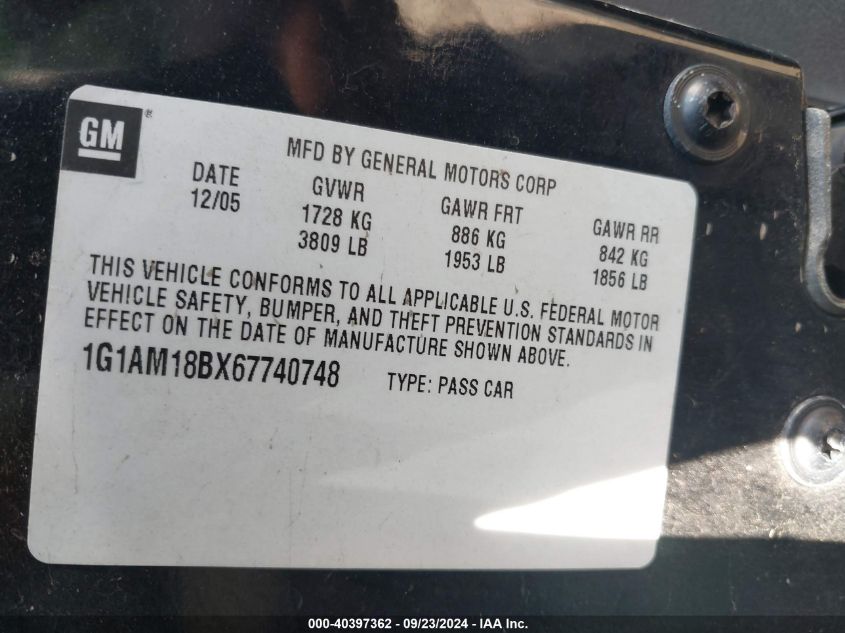 GM®
MFD BY GENERAL MOTORS CORP
DATE GVWR GAWR FRT GAWR RR
12/05 1728 KG 886 KG 842 KG
3809 LB 1953 LB 1856 LB
THIS VEHICLE CONFORMS TO ALL APPLICABLE U.S. FEDERAL MOTOR
VEHICLE SAFETY, BUMPER, AND THEFT PREVENTION STANDARDS IN
EFFECT ON THE DATE OF MANUFACTURE SHOWN ABOVE.
1G1AM18BX67740748 TYPE: PASS CAR
000-40397362 - 09/23/2024 - IAAI.COM